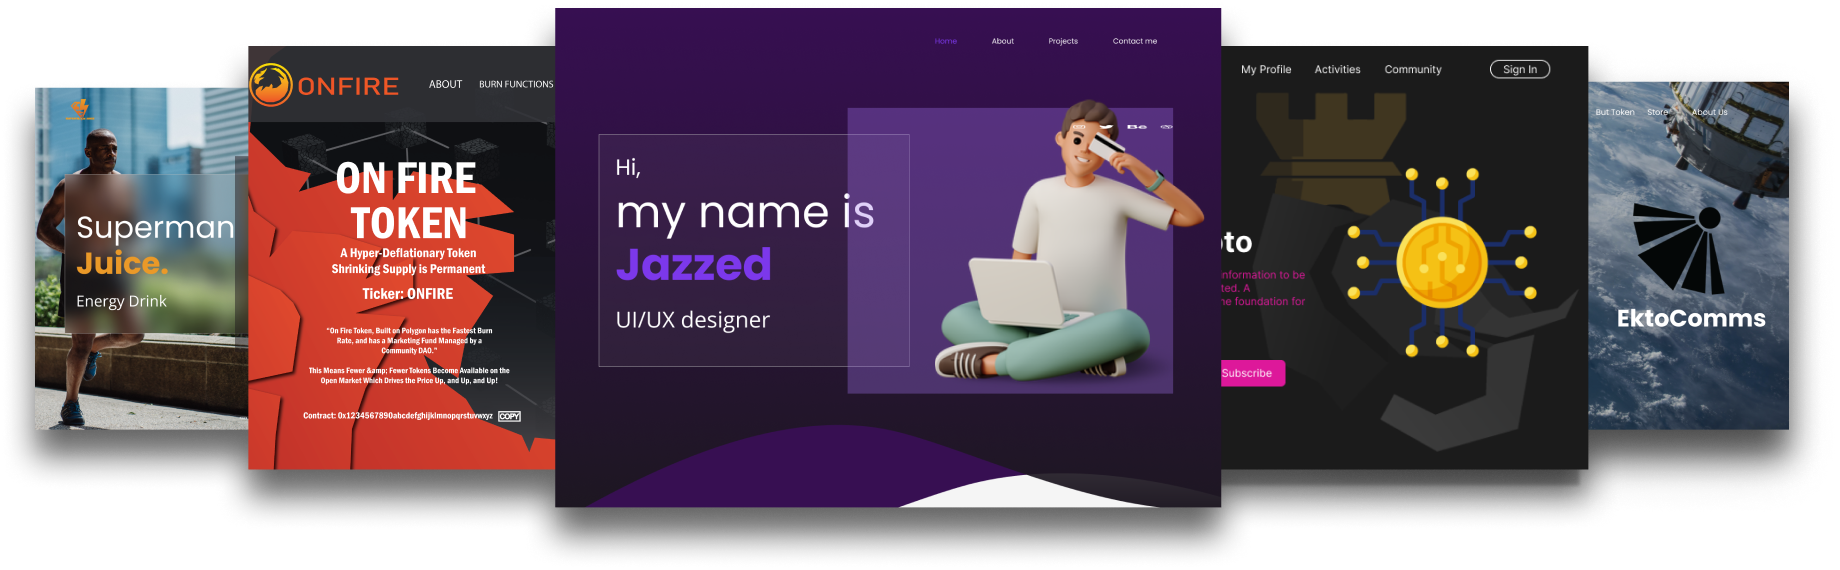 Superman
Juice.
Energy Drink
ONFIRE
ABOUT
BURN FUNCTIONS
ON FIRE
TOKEN
A Hyper-Deflationary Token
Shrinking Supply is Permanent
Ticker: ONFIRE
“On Fire Token, Built on Polygon has the Fastest Burn
Rate, and has a Marketing Fund Managed by a
Community DAO.”
This Means Fewer &amp; Fewer Tokens Become Available on the
Open Market Which Drives the Price Up, and Up, and Up!
Contract: 0x1234567890abcdefghijklmnopqrstuvwxyz COPY
Home
About
Projects
Contact me
Bē
Hi,
my name is
Jazzed
UI/UX designer
My Profile
Activities
Community
Sign In
to
information to be
ted. A
ne foundation for
Subscribe
But Token
Store
About Us
EktoComms